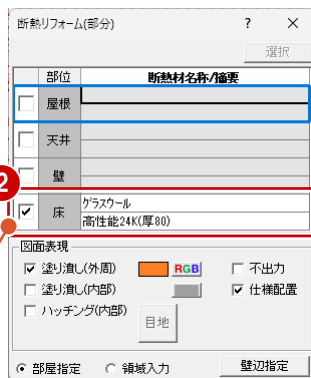 断熱リフォーム(部分) ? ×
選択
部位 断熱材名称/摘要
屋根
天井
壁
2
床 グラスウール
高性能24K(厚80)
図面表現
塗り潰し(外周) RGB 不出力
塗り潰し(内部) 仕様配置
ハッチング(内部) 目地
部屋指定 領域入力 壁辺指定